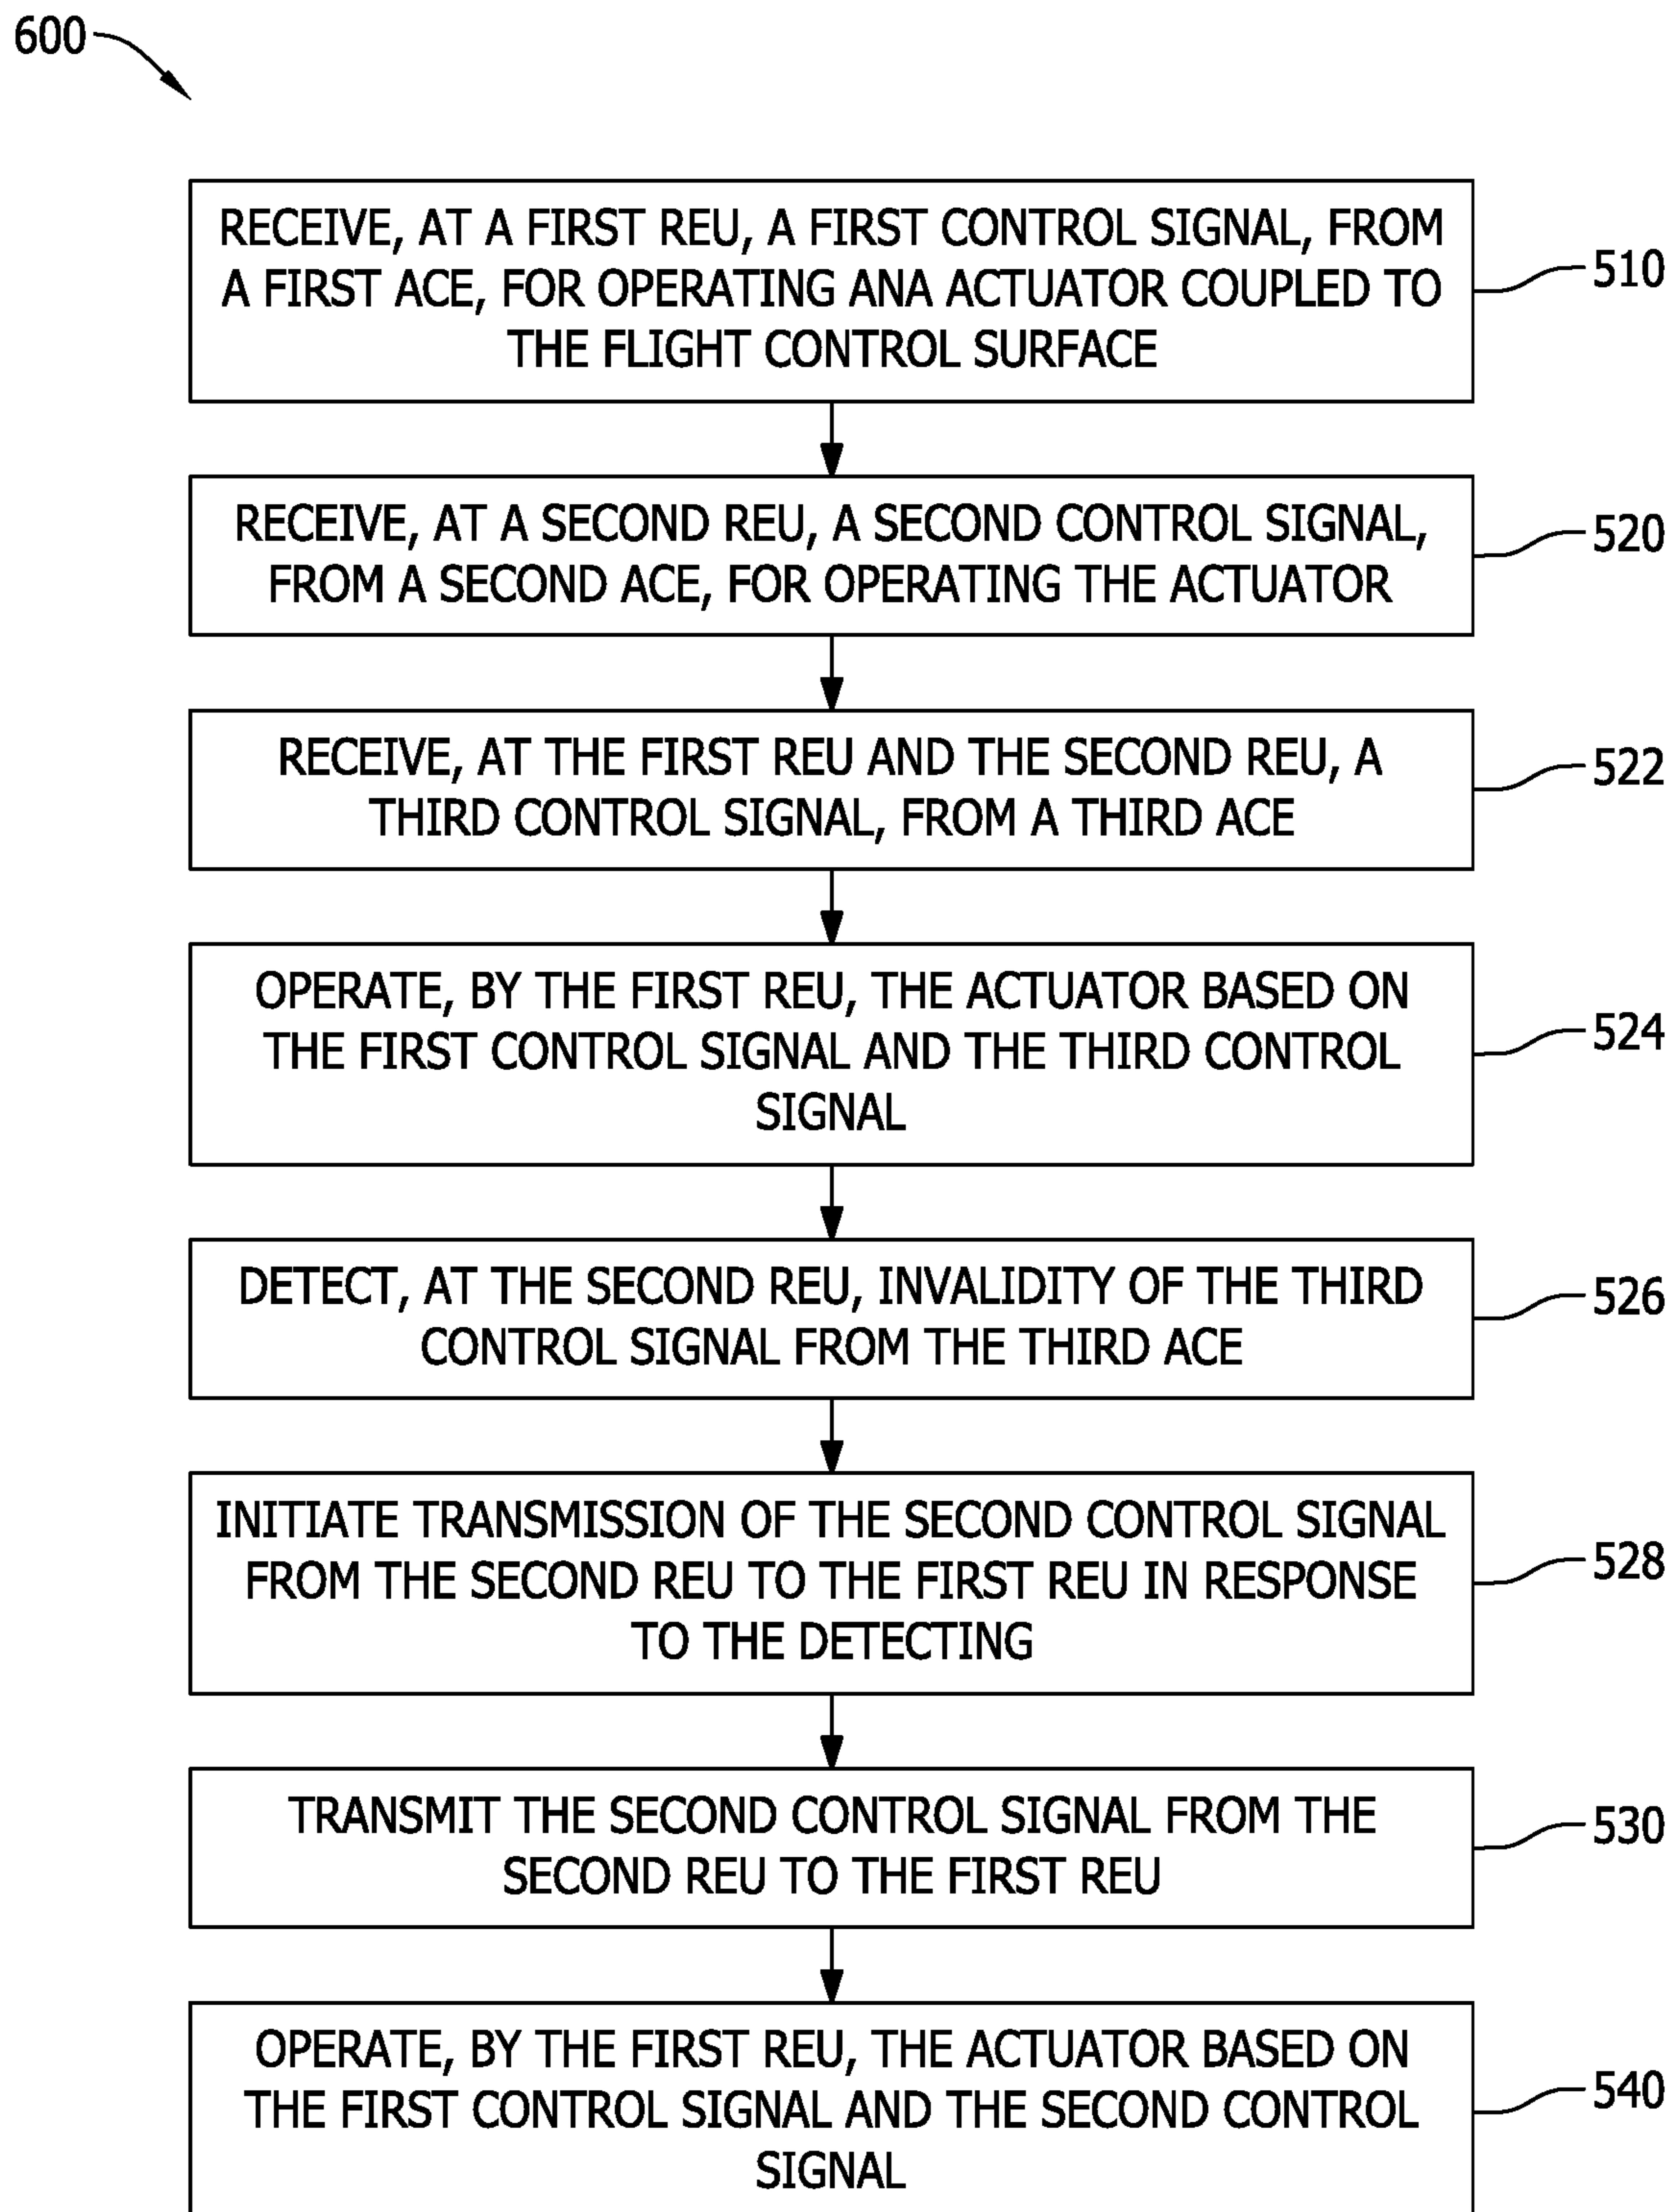 600
RECEIVE, AT A FIRST REU, A FIRST CONTROL SIGNAL, FROM
A FIRST ACE, FOR OPERATING ANA ACTUATOR COUPLED TO
THE FLIGHT CONTROL SURFACE
510
RECEIVE, AT A SECOND REU, A SECOND CONTROL SIGNAL,
FROM A SECOND ACE, FOR OPERATING THE ACTUATOR
520
RECEIVE, AT THE FIRST REU AND THE SECOND REU, A
THIRD CONTROL SIGNAL, FROM A THIRD ACE
522
OPERATE, BY THE FIRST REU, THE ACTUATOR BASED ON
THE FIRST CONTROL SIGNAL AND THE THIRD CONTROL
SIGNAL
524
DETECT, AT THE SECOND REU, INVALIDITY OF THE THIRD
CONTROL SIGNAL FROM THE THIRD ACE
526
INITIATE TRANSMISSION OF THE SECOND CONTROL SIGNAL
FROM THE SECOND REU TO THE FIRST REU IN RESPONSE
TO THE DETECTING
528
TRANSMIT THE SECOND CONTROL SIGNAL FROM THE
SECOND REU TO THE FIRST REU
530
OPERATE, BY THE FIRST REU, THE ACTUATOR BASED ON
THE FIRST CONTROL SIGNAL AND THE SECOND CONTROL
SIGNAL
540